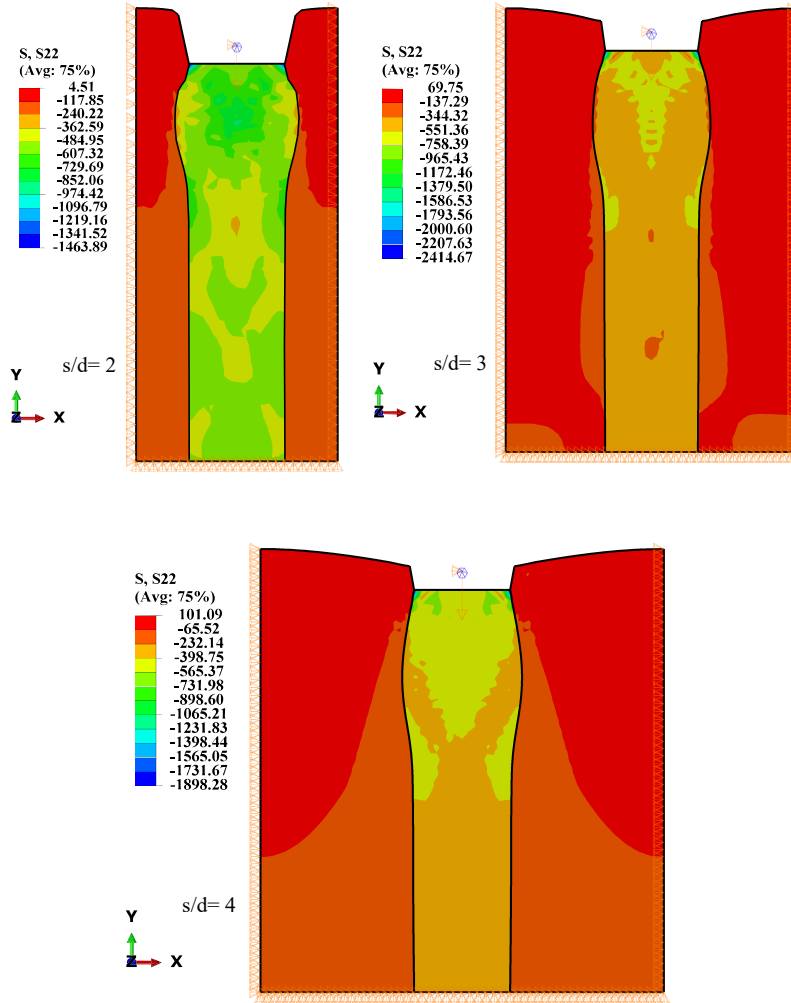 S, S22
(Avg: 75%)
4.51
-117.85
-240.22
-362.59
-484.95
-607.32
-729.69
-852.06
-974.42
-1096.79
-1219.16
-1341.52
-1463.89
s/d= 2
Y
Z
X
S, S22
(Avg: 75%)
69.75
-137.29
-344.32
-551.36
-758.39
-965.43
-1172.46
-1379.50
-1586.53
-1793.56
-2000.60
-2207.63
-2414.67
s/d= 3
Y
Z
X
S, S22
(Avg: 75%)
101.09
-65.52
-232.14
-398.75
-565.37
-731.98
-898.60
-1065.21
-1231.83
-1398.44
-1565.05
-1731.67
-1898.28
s/d= 4
Y
Z
X